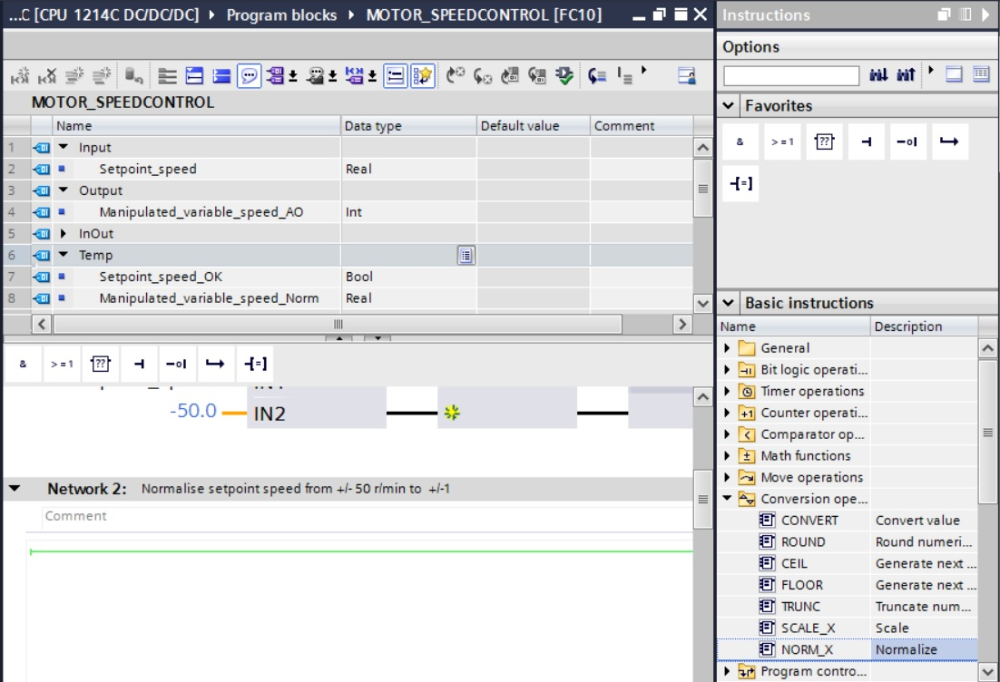 ...C [CPU 1214C DC/DC/DC] Program blocks MOTOR_SPEEDCONTROL [FC10]
MOTOR_SPEEDCONTROL
Name Data type Default value Comment
1 Input
2 Setpoint_speed Real
3 Output
4 Manipulated_variable_speed_AO Int
5 InOut
6 Temp
7 Setpoint_speed_OK Bool
8 Manipulated_variable_speed_Norm Real
& >=1 ??
-50.0 IN2
Network 2: Normalise setpoint speed from +/- 50 r/min to +/-1
Comment
Instructions
Options
Favorites
& >=1 ??
Basic instructions
Name Description
General
Bit logic operati...
Timer operations
Counter operati...
Comparator op...
Math functions
Move operations
Conversion ope...
CONVERT Convert value
ROUND Round numeri...
CEIL Generate next ...
FLOOR Generate next ...
TRUNC Truncate num...
SCALE_X Scale
NORM_X Normalize
Program contro...